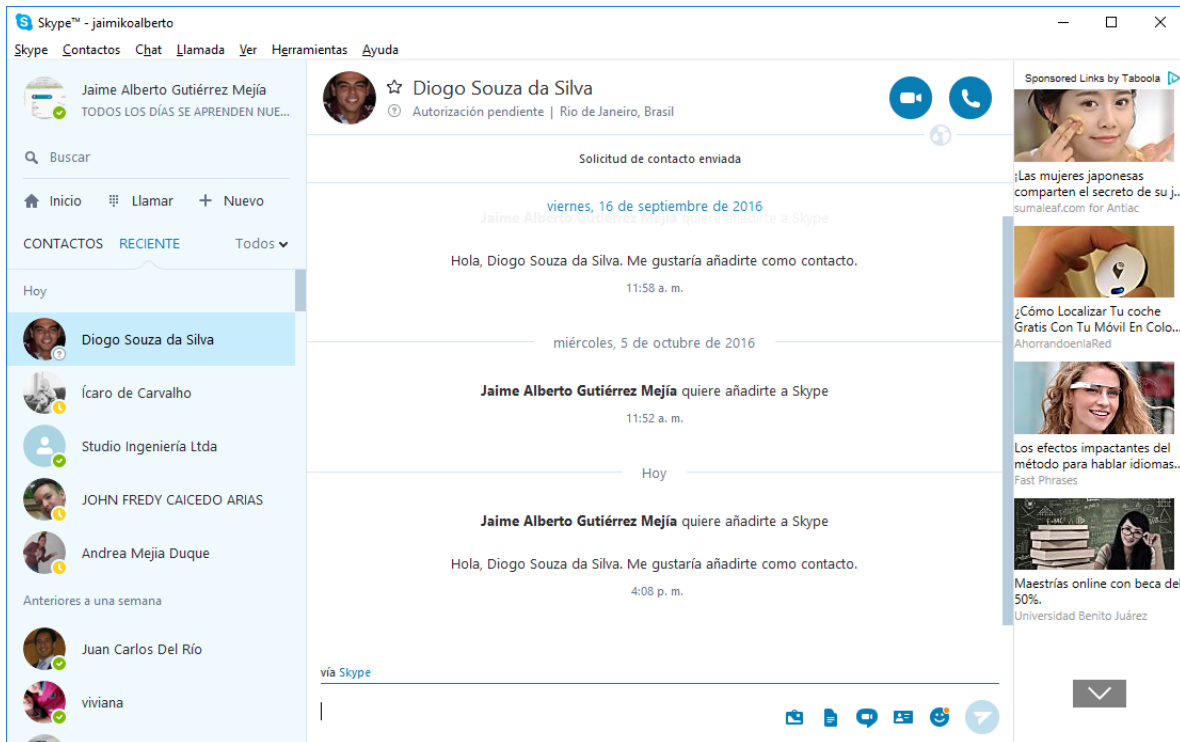 Skype™ - jaimikoalberto
Skype Contactos Chat Llamada Ver Herramientas Ayuda
Jaime Alberto Gutiérrez Mejía
TODOS LOS DÍAS SE APRENDEN NUE...
Buscar
Inicio Llamar Nuevo
CONTACTOS RECIENTE Todos
Hoy
Diogo Souza da Silva
Ícaro de Carvalho
Studio Ingeniería Ltda
JOHN FREDY CAICEDO ARIAS
Andrea Mejia Duque
Anteriores a una semana
Juan Carlos Del Río
viviana
Diogo Souza da Silva
Autorización pendiente | Rio de Janeiro, Brasil
Solicitud de contacto enviada
viernes, 16 de septiembre de 2016
Jaime Alberto Gutiérrez Mejía quiere añadirte a Skype
Hola, Diogo Souza da Silva. Me gustaría añadirte como contacto.
11:58 a. m.
miércoles, 5 de octubre de 2016
Jaime Alberto Gutiérrez Mejía quiere añadirte a Skype
11:52 a. m.
Hoy
Jaime Alberto Gutiérrez Mejía quiere añadirte a Skype
Hola, Diogo Souza da Silva. Me gustaría añadirte como contacto.
4:08 p. m.
vía Skype
Sponsored Links by Taboola
¡Las mujeres japonesas
comparten el secreto de su j...
sumaleaf.com for Antiac
¿Cómo Localizar Tu coche
Gratis Con Tu Móvil En Colo...
AhorrandoenlaRed
Los efectos impactantes del
método para hablar idiomas...
Fast Phrases
Maestrías online con beca del
50%.
Universidad Benito Juárez